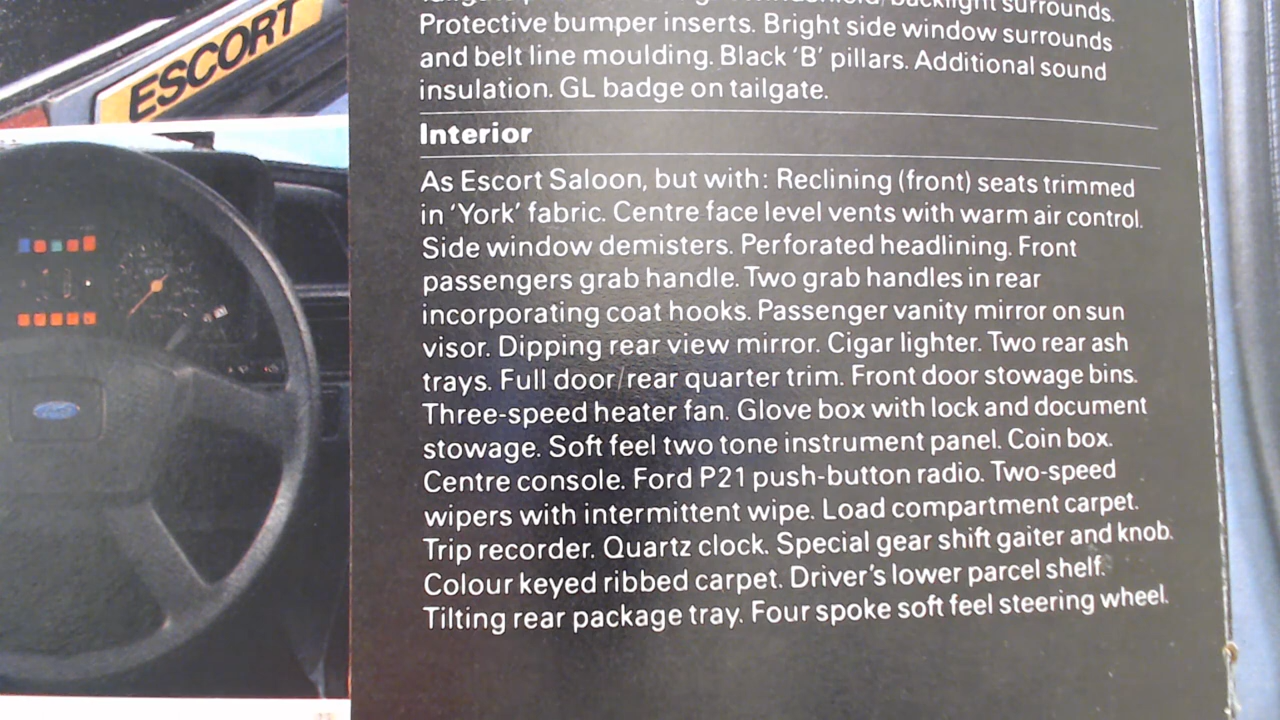 ESCORT
surrounds.
Protective bumper inserts. Bright side window surrounds
and belt line moulding. Black ‘B’ pillars. Additional sound
insulation. GL badge on tailgate.
Interior
As Escort Saloon, but with: Reclining (front) seats trimmed
in ‘York’ fabric. Centre face level vents with warm air control.
Side window demisters. Perforated headlining. Front
passengers grab handle. Two grab handles in rear
incorporating coat hooks. Passenger vanity mirror on sun
visor. Dipping rear view mirror. Cigar lighter. Two rear ash
trays. Full door/rear quarter trim. Front door stowage bins.
Three-speed heater fan. Glove box with lock and document
stowage. Soft feel two tone instrument panel. Coin box.
Centre console. Ford P21 push-button radio. Two-speed
wipers with intermittent wipe. Load compartment carpet.
Trip recorder. Quartz clock. Special gear shift gaiter and knob.
Colour keyed ribbed carpet. Driver’s lower parcel shelf.
Tilting rear package tray. Four spoke soft feel steering wheel.
Ford